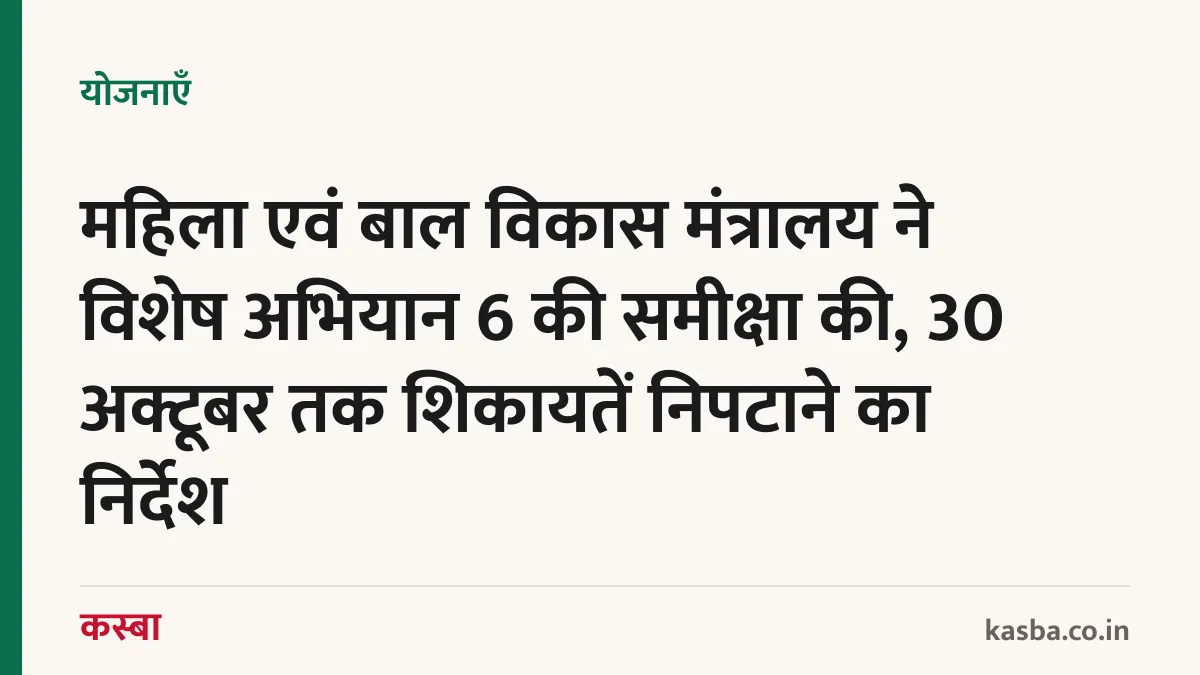 योजनाएँ
महिला एवं बाल विकास मंत्रालय ने
विशेष अभियान 6 की समीक्षा की, 30
अक्टूबर तक शिकायतें निपटाने का
निर्देश
कस्बा
kasba.co.in